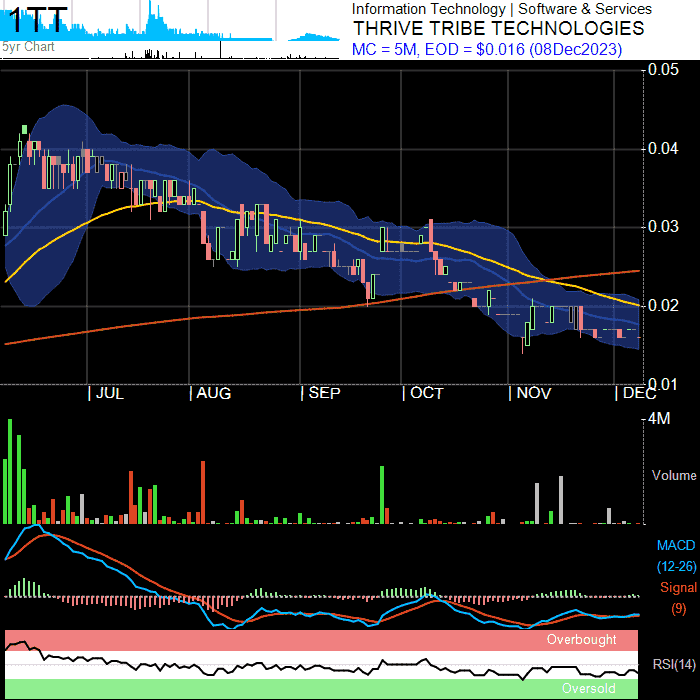 1TT
5yr Chart
Information Technology | Software & Services
THRIVE TRIBE TECHNOLOGIES
MC = 5M, EOD = $0.016 (08Dec2023)
0.05
0.04
0.03
0.02
0.01
| JUL | AUG | SEP | OCT | NOV | DEC
4M
Volume
MACD
(12-26)
Signal
(9)
Overbought
RSI(14)
Oversold